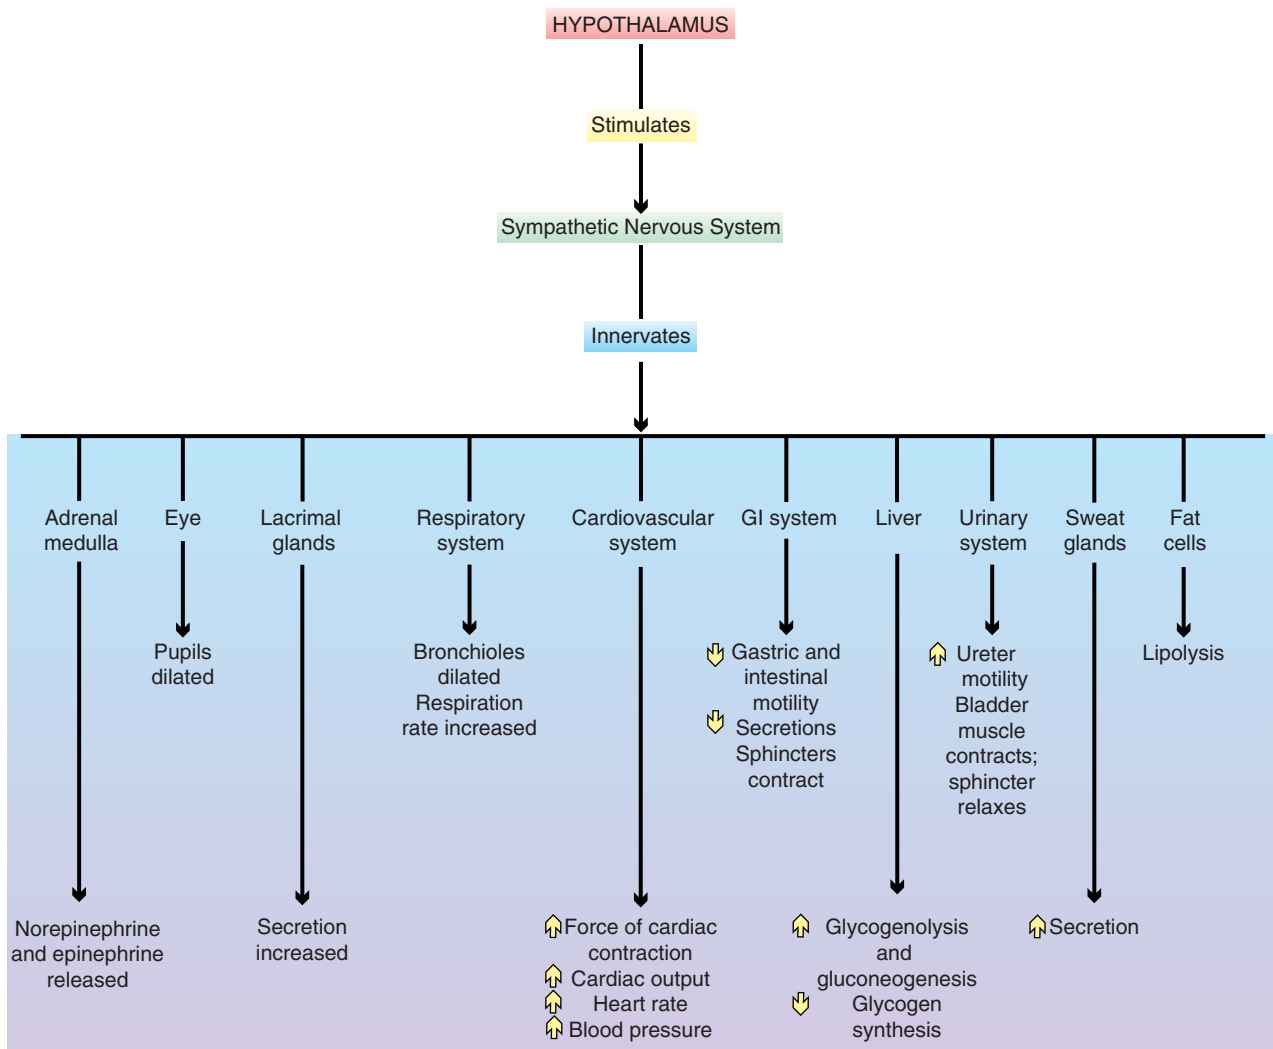 HYPOTHALAMUS
Stimulates
Sympathetic Nervous System
Innervates
Adrenal
medulla
Norepinephrine
and epinephrine
released
Eye
Pupils
dilated
Lacrimal
glands
Secretion
increased
Respiratory
system
Bronchioles
dilated
Respiration
rate increased
Cardiovascular
system
Force of cardiac
contraction
Cardiac output
Heart rate
Blood pressure
GI system
Gastric and
intestinal
motility
Secretions
Sphincters
contract
Liver
Glycogenolysis
and
gluconeogenesis
Glycogen
synthesis
Urinary
system
Ureter
motility
Bladder
muscle
contracts;
sphincter
relaxes
Sweat
glands
Secretion
Fat
cells
Lipolysis